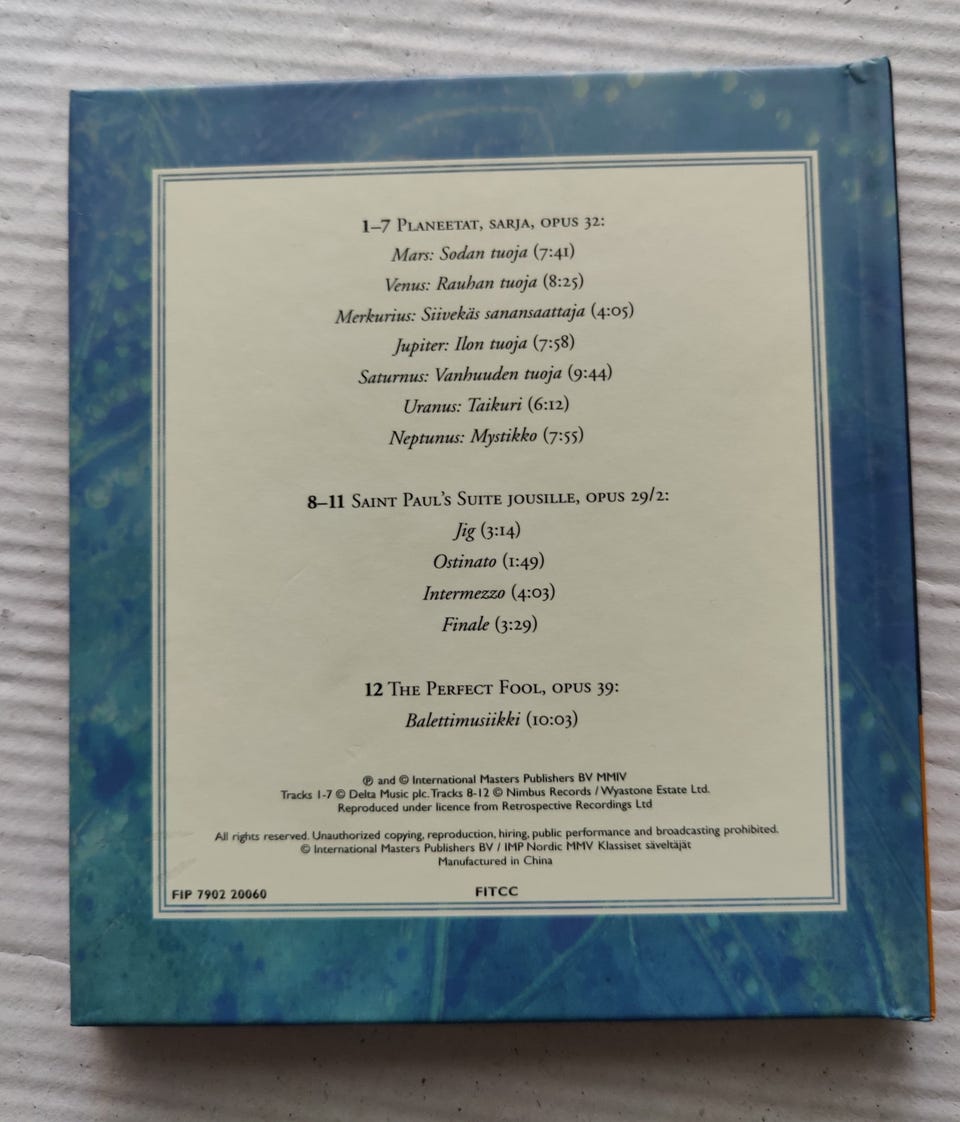 1–7 Planeetat, sarja, opus 32:
Mars: Sodan tuoja (7:41)
Venus: Rauhan tuoja (8:25)
Merkurius: Siivekäs sanansaattaja (4:05)
Jupiter: Ilon tuoja (7:58)
Saturnus: Vanhuuden tuoja (9:44)
Uranus: Taikuri (6:12)
Neptunus: Mystikko (7:55)
8–11 Saint Paul's Suite jousille, opus 29/2:
Jig (3:14)
Ostinato (1:49)
Intermezzo (4:03)
Finale (3:29)
12 The Perfect Fool, opus 39:
Balettimusiikki (10:03)
℗ and © International Masters Publishers BV MMIV
Tracks 1-7 © Delta Music plc. Tracks 8-12 © Nimbus Records / Wyastone Estate Ltd.
Reproduced under licence from Retrospective Recordings Ltd
All rights reserved. Unauthorized copying, reproduction, hiring, public performance and broadcasting prohibited.
© International Masters Publishers BV / IMP Nordic MMV Klassiset säveltäjät
Manufactured in China
FIP 7902 20060
FITCC